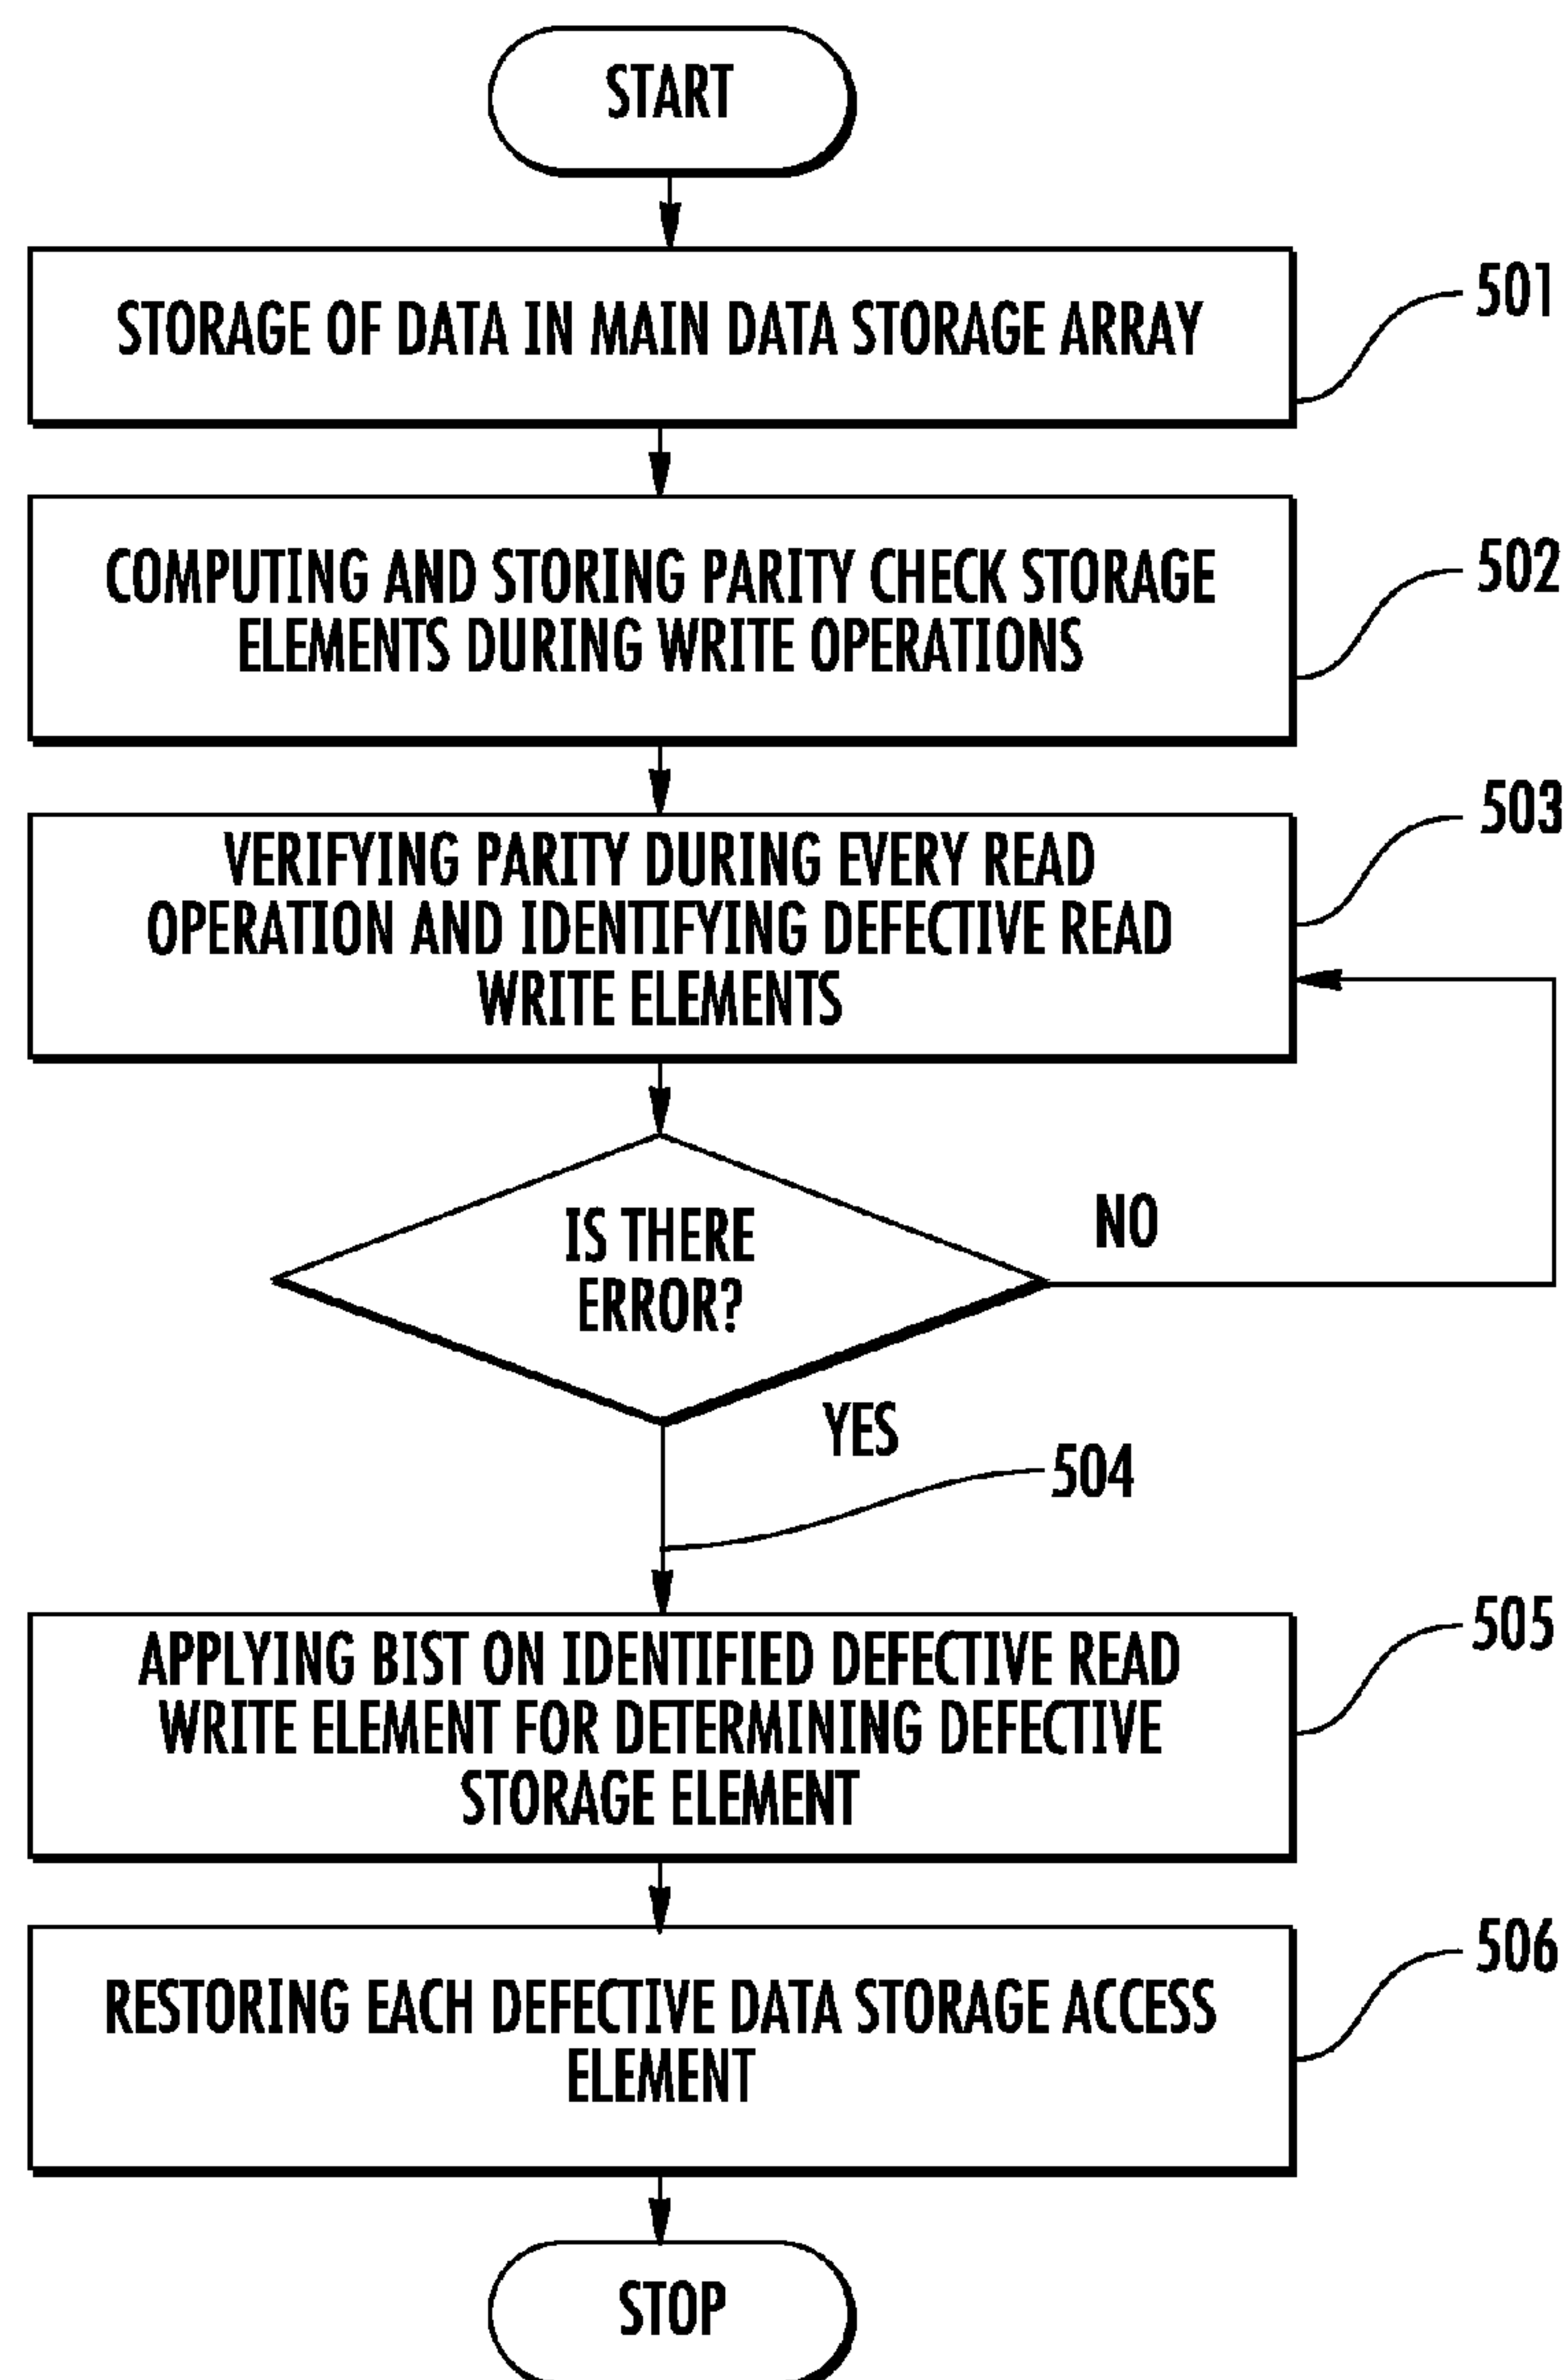 START
STORAGE OF DATA IN MAIN DATA STORAGE ARRAY
501
COMPUTING AND STORING PARITY CHECK STORAGE
ELEMENTS DURING WRITE OPERATIONS
502
VERIFYING PARITY DURING EVERY READ
OPERATION AND IDENTIFYING DEFECTIVE READ
WRITE ELEMENTS
503
IS THERE
ERROR?
NO
YES
504
APPLYING BIST ON IDENTIFIED DEFECTIVE READ
WRITE ELEMENT FOR DETERMINING DEFECTIVE
STORAGE ELEMENT
505
RESTORING EACH DEFECTIVE DATA STORAGE ACCESS
ELEMENT
506
STOP